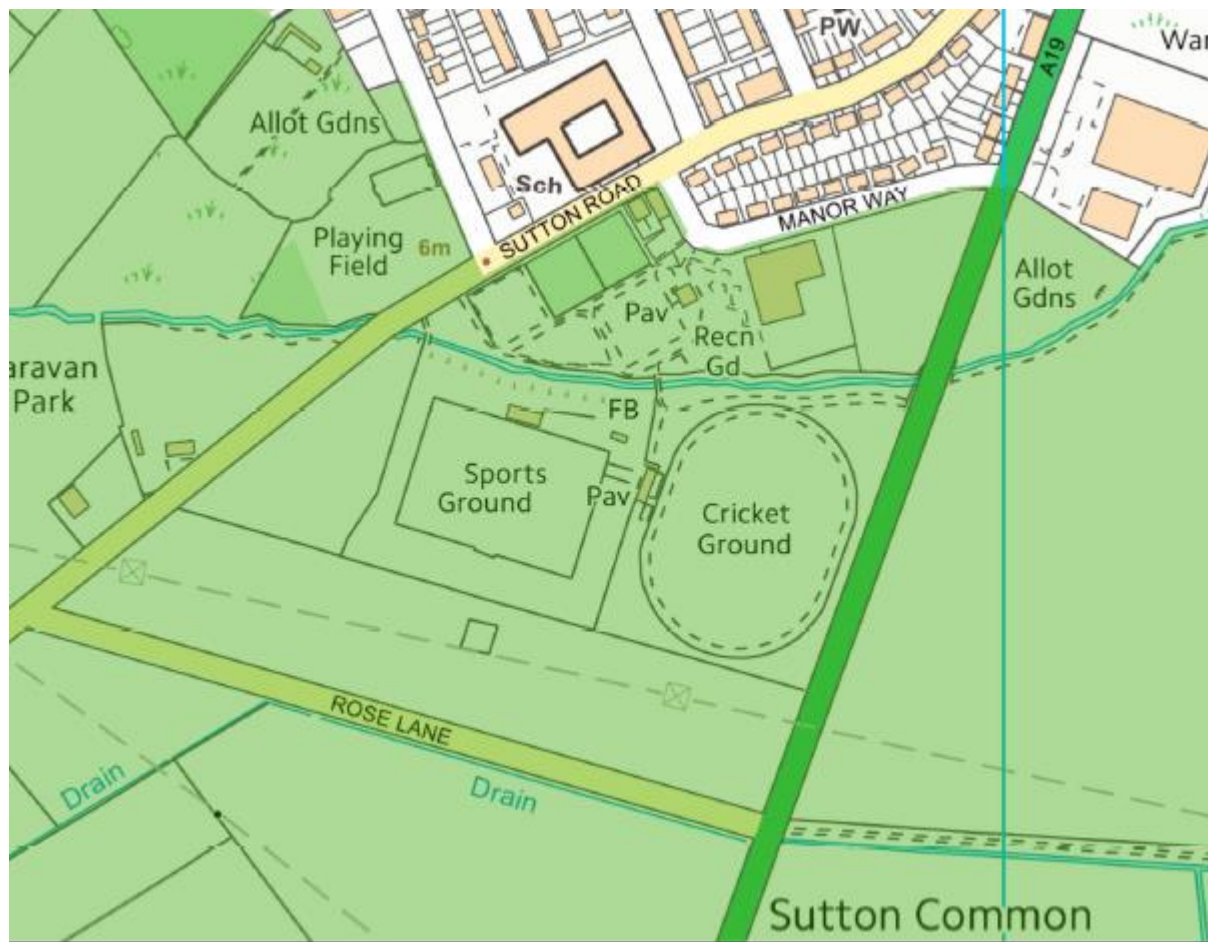 PW
A19
War
Allot Gdns
Sch
SUTTON ROAD
MANOR WAY
Playing
Field
6m
Allot
Gdns
Pav
Recn
Gd
aravan
Park
FB
Sports
Ground
Pav
Cricket
Ground
ROSE LANE
Drain
Drain
Sutton Common